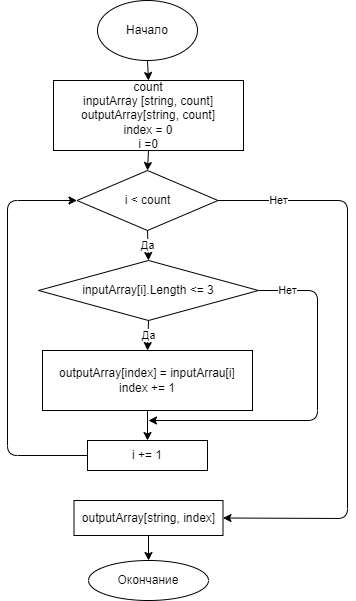 Начало
count
inputArray [string, count]
outputArray[string, count]
index = 0
i =0
i < count
Нет
Да
inputArray[i].Length <= 3
Нет
Да
outputArray[index] = inputArrau[i]
index += 1
i += 1
outputArray[string, index]
Окончание